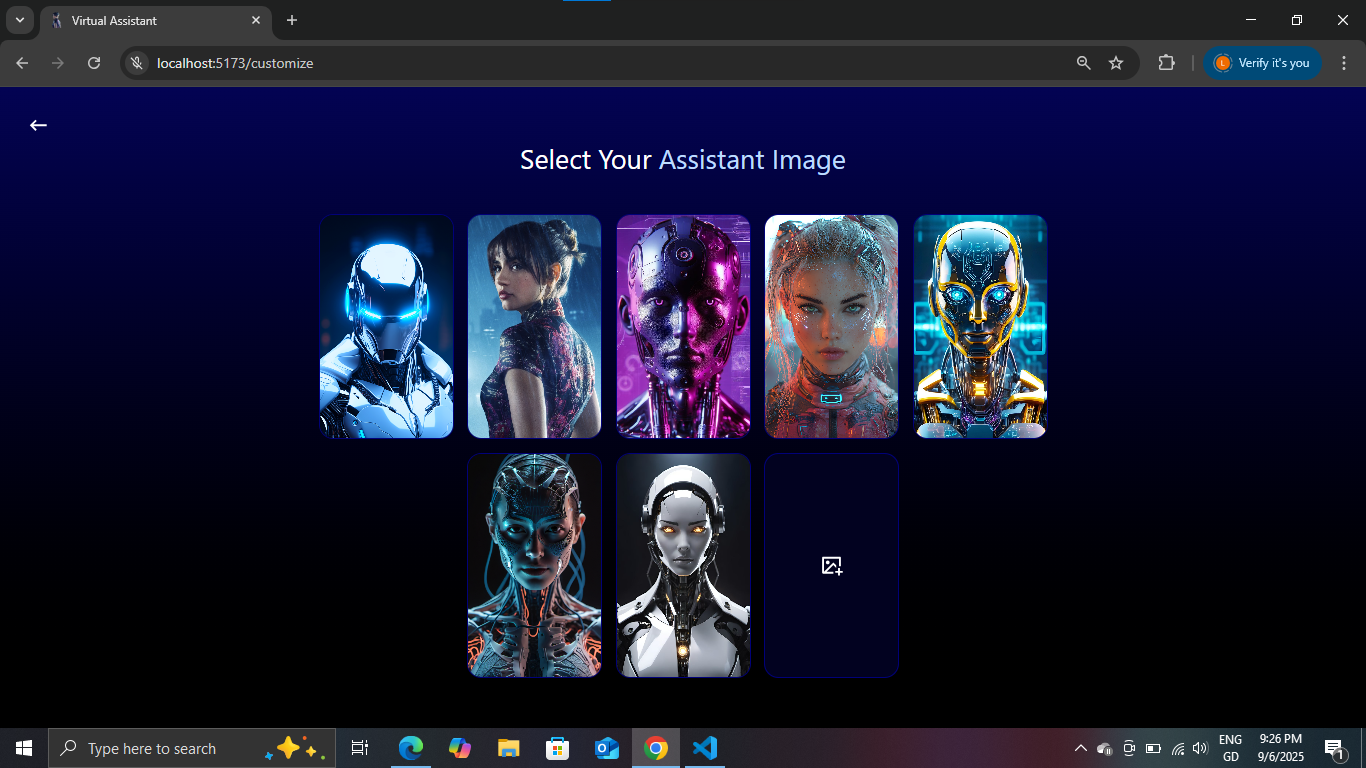 Virtual Assistant
localhost:5173/customize
L
Verify it's you
Select Your Assistant Image
Type here to search
ENG
GD
9:26 PM
9/6/2025
1